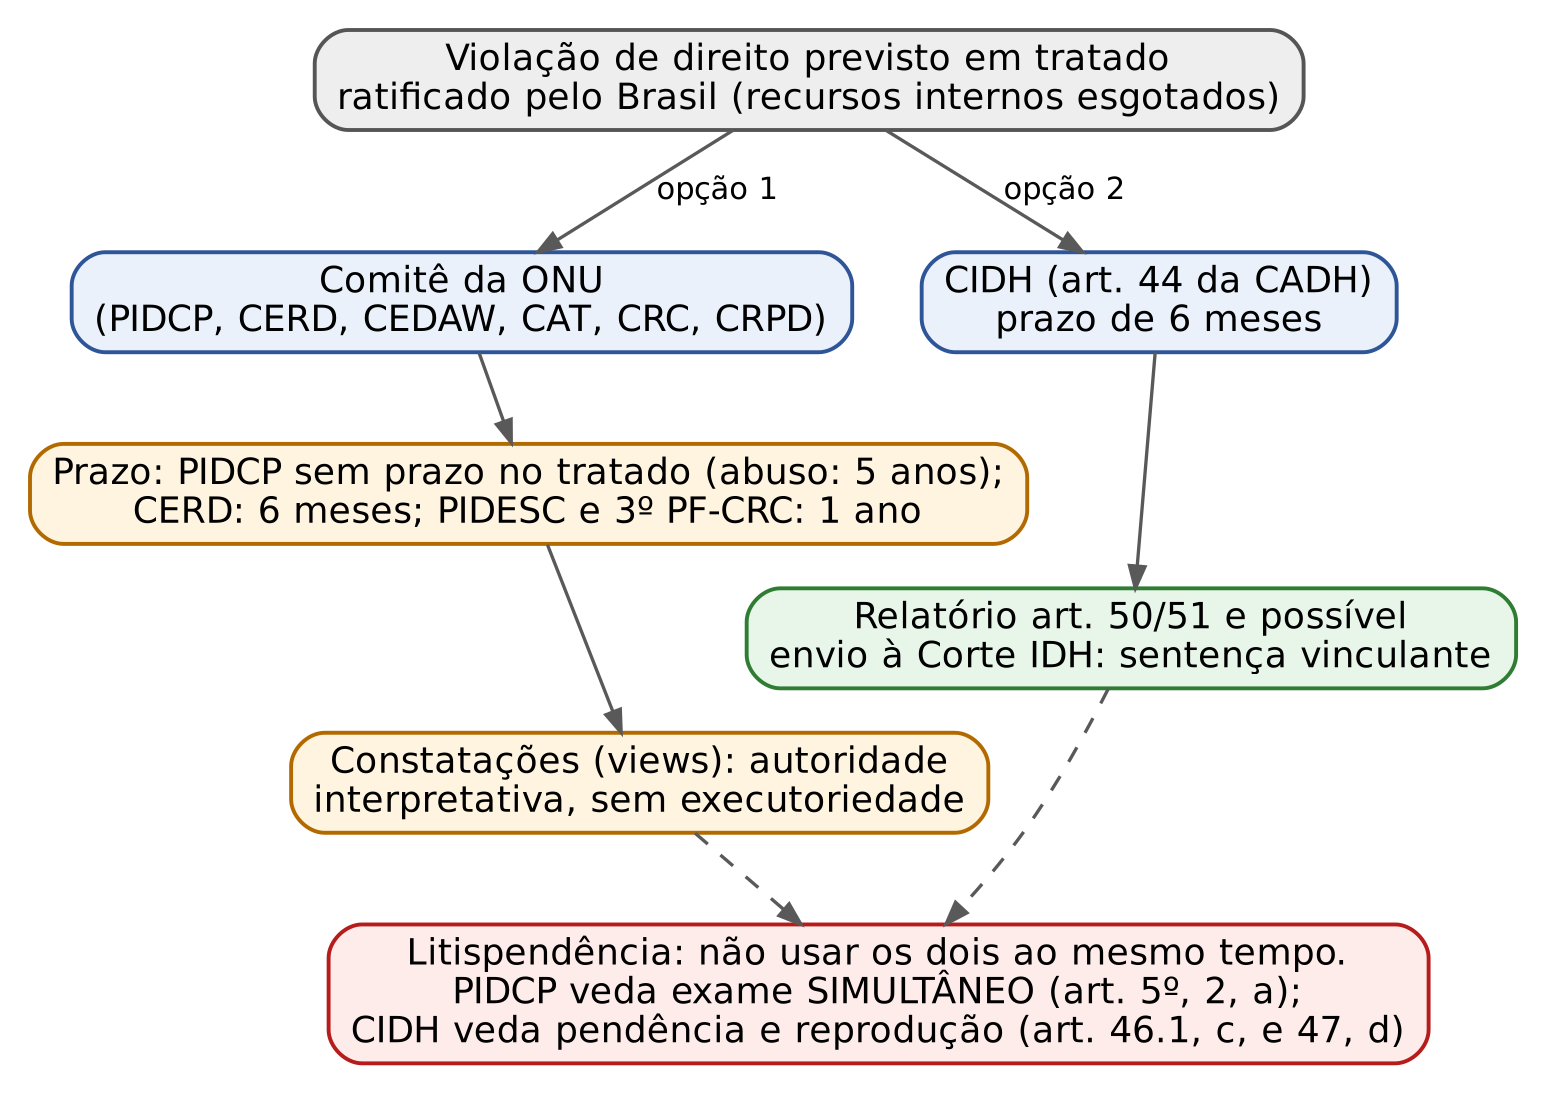 Violação de direito previsto em tratado
ratificado pelo Brasil (recursos internos esgotados)
opção 1
opção 2
Comitê da ONU
(PIDCP, CERD, CEDAW, CAT, CRC, CRPD)
CIDH (art. 44 da CADH)
prazo de 6 meses
Prazo: PIDCP sem prazo no tratado (abuso: 5 anos);
CERD: 6 meses; PIDESC e 3º PF-CRC: 1 ano
Relatório art. 50/51 e possível
envio à Corte IDH: sentença vinculante
Constatações (views): autoridade
interpretativa, sem executoriedade
Litispendência: não usar os dois ao mesmo tempo.
PIDCP veda exame SIMULTÂNEO (art. 5º, 2, a);
CIDH veda pendência e reprodução (art. 46.1, c, e 47, d)